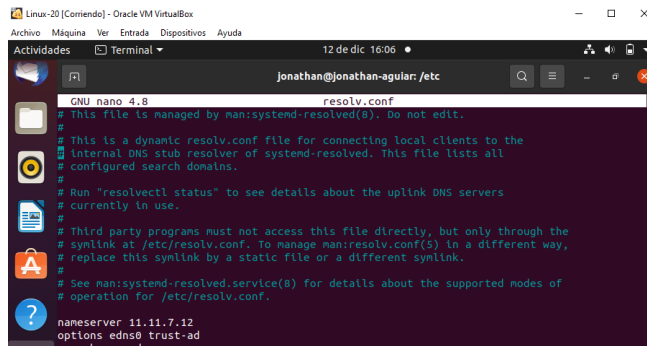 Linux-20 [Corriendo] - Oracle VM VirtualBox
Archivo Máquina Ver Entrada Dispositivos Ayuda
Actividades Terminal 12 de dic 16:06
jonathan@jonathan-aguiar: /etc
GNU nano 4.8 resolv.conf
# This file is managed by man:systemd-resolved(8). Do not edit.
#
# This is a dynamic resolv.conf file for connecting local clients to the
# internal DNS stub resolver of systemd-resolved. This file lists all
# configured search domains.
#
# Run "resolvectl status" to see details about the uplink DNS servers
# currently in use.
#
# Third party programs must not access this file directly, but only through the
# symlink at /etc/resolv.conf. To manage man:resolv.conf(5) in a different way,
# replace this symlink by a static file or a different symlink.
#
# See man:systemd-resolved.service(8) for details about the supported modes of
# operation for /etc/resolv.conf.
nameserver 11.11.7.12
options edns0 trust-ad